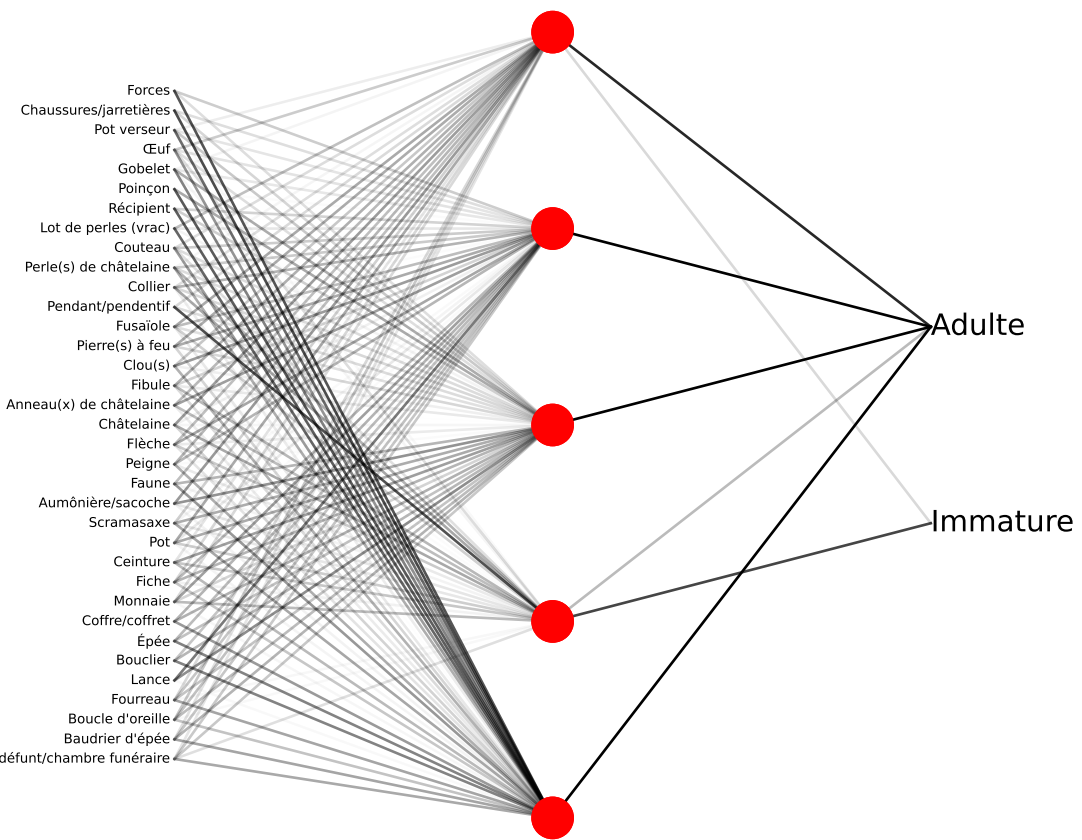 Forces
Chaussures/jarretières
Pot verseur
Œuf
Gobelet
Poinçon
Récipient
Lot de perles (vrac)
Couteau
Perle(s) de châtelaine
Collier
Pendant/pendentif
Fusaïole
Pierre(s) à feu
Clou(s)
Fibule
Anneau(x) de châtelaine
Châtelaine
Flèche
Peigne
Faune
Aumônière/sacoche
Scramasaxe
Pot
Ceinture
Fiche
Monnaie
Coffre/coffret
Épée
Bouclier
Lance
Fourreau
Boucle d'oreille
Baudrier d'épée
défunt/chambre funéraire
Adulte
Immature